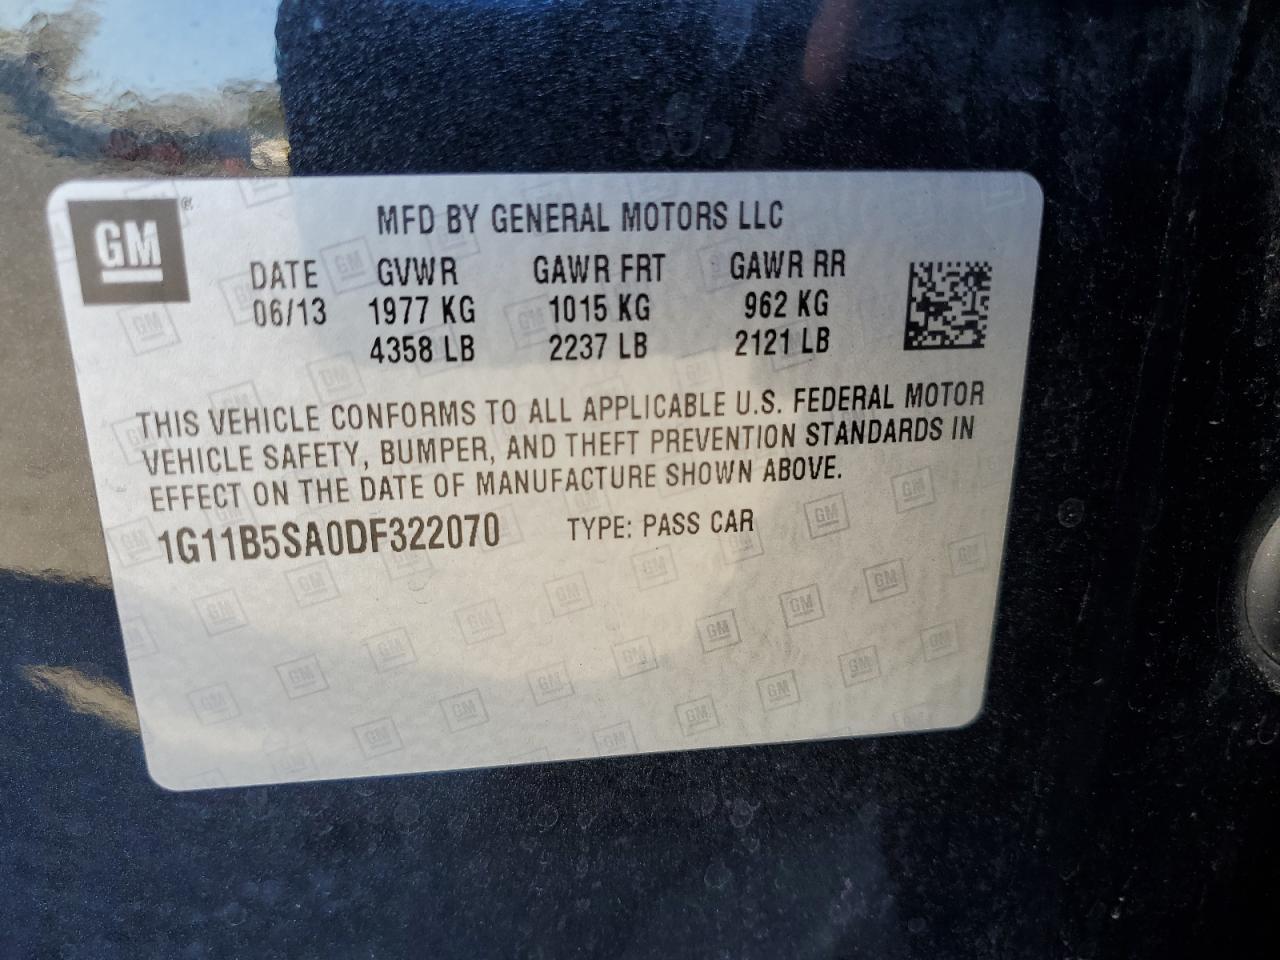 GM
MFD BY GENERAL MOTORS LLC
DATE GVWR GAWR FRT GAWR RR
06/13 1977 KG 1015 KG 962 KG
4358 LB 2237 LB 2121 LB
THIS VEHICLE CONFORMS TO ALL APPLICABLE U.S. FEDERAL MOTOR
VEHICLE SAFETY, BUMPER, AND THEFT PREVENTION STANDARDS IN
EFFECT ON THE DATE OF MANUFACTURE SHOWN ABOVE.
1G11B5SA0DF322070 TYPE: PASS CAR